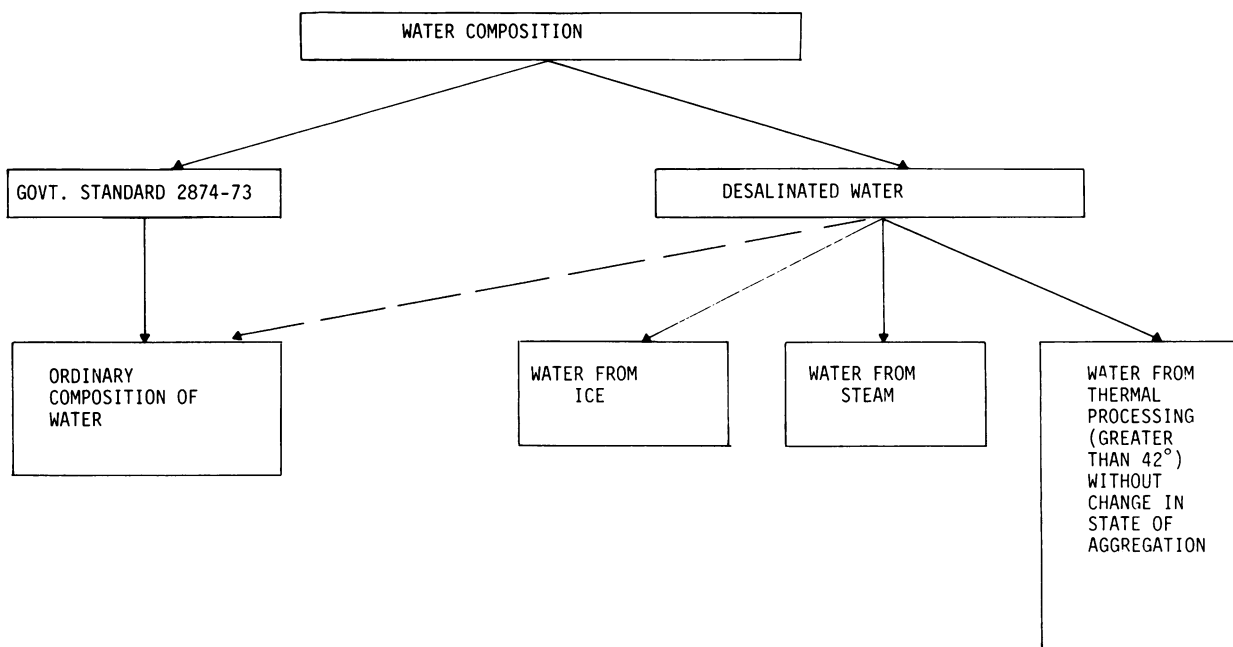 WATER COMPOSITION
GOVT. STANDARD 2874-73
DESALINATED WATER
ORDINARY
COMPOSITION OF
WATER
WATER FROM
ICE
WATER FROM
STEAM
WATER FROM
THERMAL
PROCESSING
(GREATER
THAN 42°)
WITHOUT
CHANGE IN
STATE OF
AGGREGATION